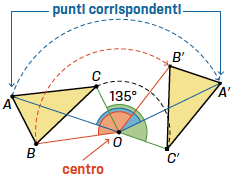 punti corrispondenti
B'
C
135°
A'
A
B
O
C'
centro